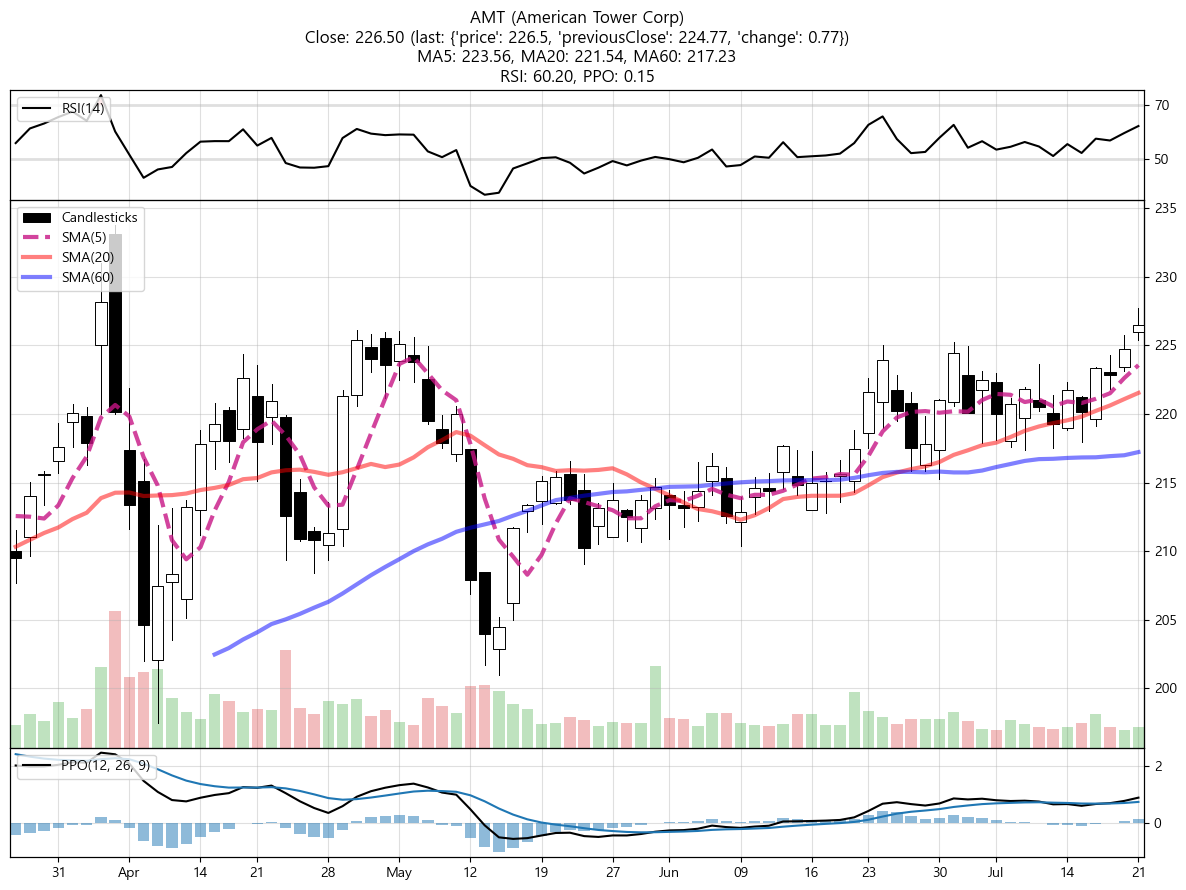 AMT (American Tower Corp)
Close: 226.50 (last: {'price': 226.5, 'previousClose': 224.77, 'change': 0.77})
MA5: 223.56, MA20: 221.54, MA60: 217.23
RSI: 60.20, PPO: 0.15
RSI(14)
70
50
Candlesticks
SMA(5)
SMA(20)
SMA(60)
235
230
225
220
215
210
205
200
PPO(12, 26, 9)
2
0
31 Apr 14 21 28 May 12 19 27 Jun 09 16 23 30 Jul 14 21